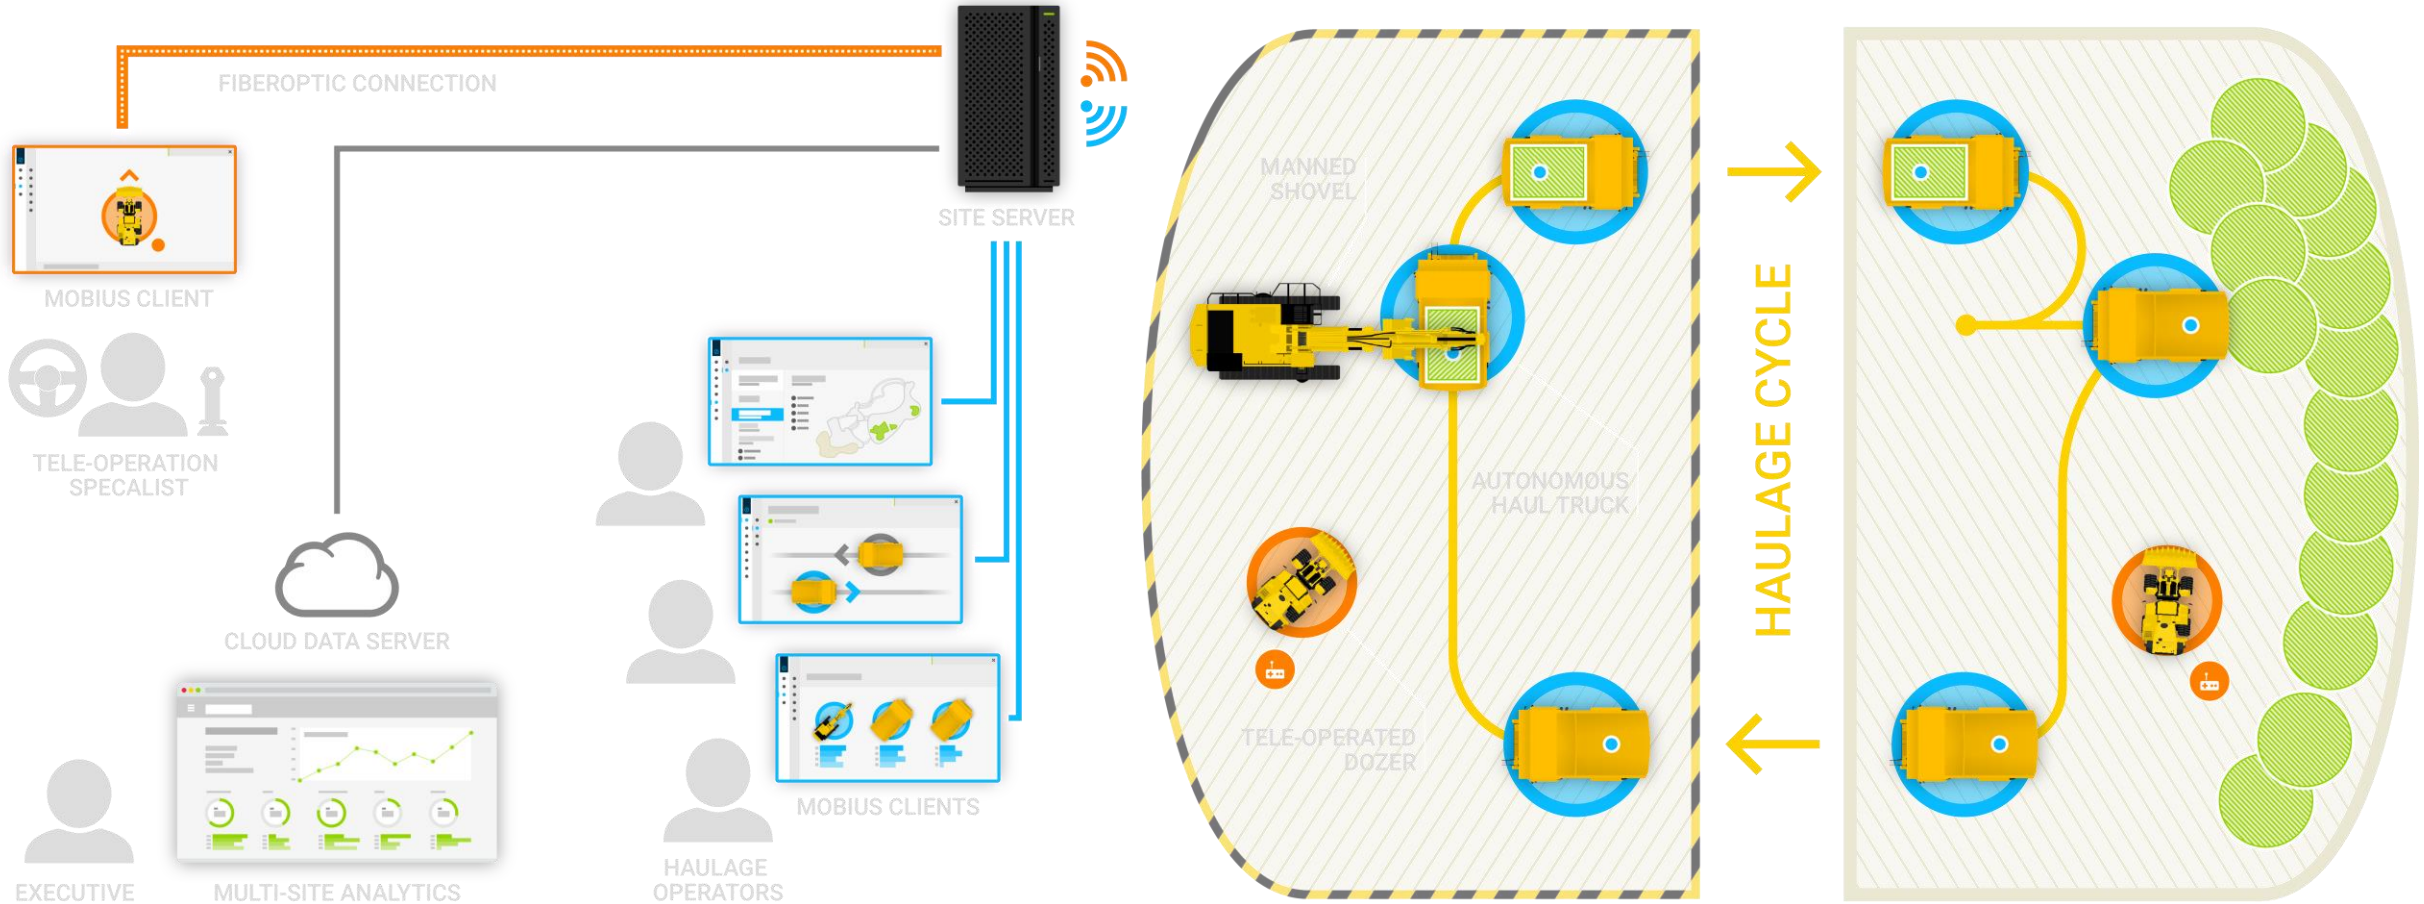 FIBEROPTIC CONNECTION
MOBIUS CLIENT
TELE-OPERATION
SPECALIST
CLOUD DATA SERVER
EXECUTIVE
MULTI-SITE ANALYTICS
SITE SERVER
MOBIUS CLIENTS
HAULAGE
OPERATORS
MANNED
SHOVEL
AUTONOMOUS
HAUL TRUCK
TELE-OPERATED
DOZER
HAULAGE CYCLE